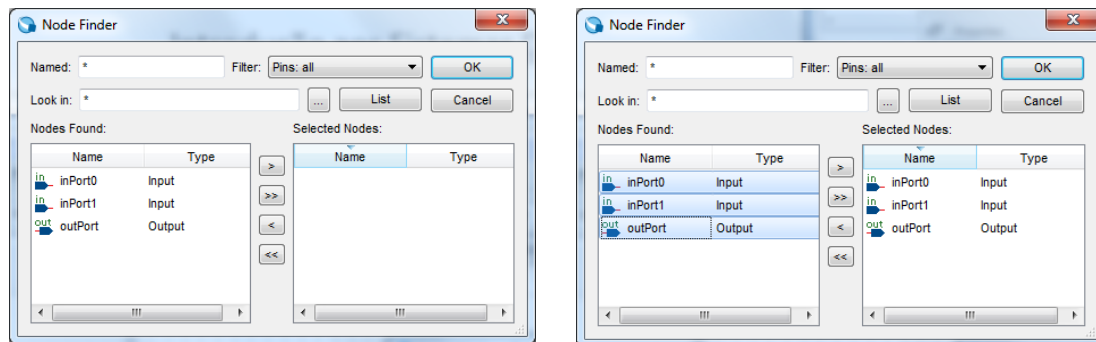 Node Finder
Named: * Filter: Pins: all OK
Look in: * ... List Cancel
Nodes Found: Selected Nodes:
Name Type > Name Type
in inPort0 Input
in inPort1 Input >>
out outPort Output <
<<
Node Finder
Named: * Filter: Pins: all OK
Look in: * ... List Cancel
Nodes Found: Selected Nodes:
Name Type > Name Type
in inPort0 Input in inPort0 Input
in inPort1 Input >> in inPort1 Input
out outPort Output < out outPort Output
<<